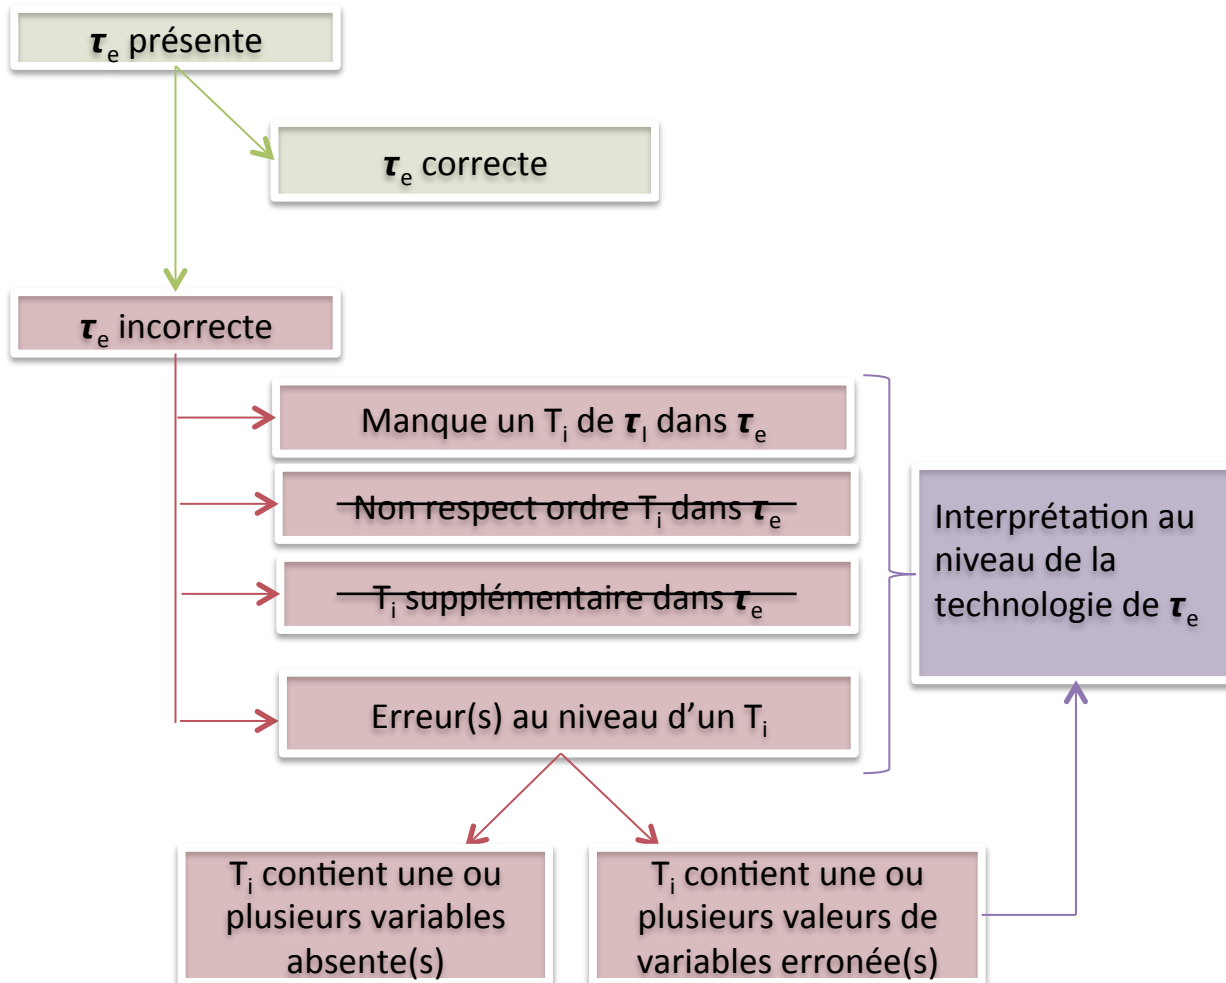 τe présente
τe correcte
τe incorrecte
Manque un Ti de τI dans τe
Non respect ordre Ti dans τe
Ti supplémentaire dans τe
Erreur(s) au niveau d’un Ti
Interprétation au
niveau de la
technologie de τe
Ti contient une ou
plusieurs variables
absente(s)
Ti contient une ou
plusieurs valeurs de
variables erronée(s)